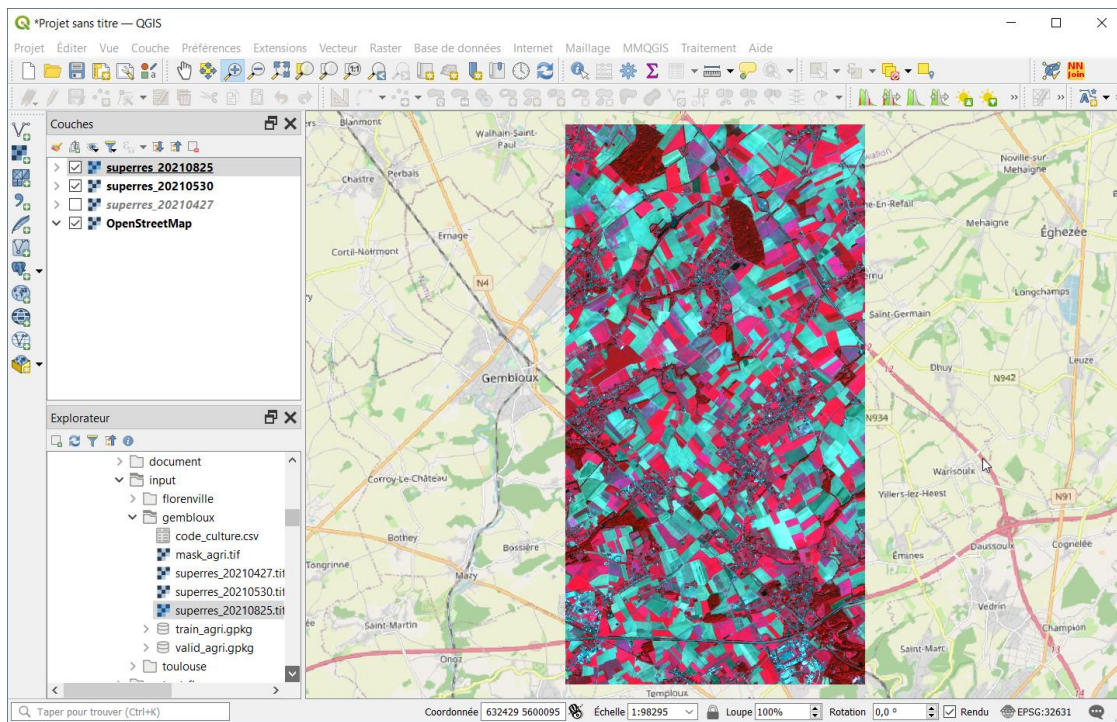 *Projet sans titre — QGIS
Projet Éditer Vue Couche Préférences Extensions Vecteur Raster Base de données Internet Maillage MMQGIS Traitement Aide
NN
Join
Couches
superres_20210825
superres_20210530
superres_20210427
OpenStreetMap
Explorateur
document
input
florenville
gembloux
code_culture.csv
mask_agri.tif
superres_20210427.tif
superres_20210530.tif
superres_20210825.tif
train_agri.gpkg
valid_agri.gpkg
toulouse
Blanmont
Walhain-Saint-
Paul
Chastre
Perbais
Ernage
Cortil-Noirmont
N4
Gembloux
Corroy-Le-Château
Bothey
Bossière
Mazy
Saint-Martin
Onoz
Temploux
Noville-sur-
Mehaigne
Mehaigne
Éghezée
Longchamps
Saint-Germain
12
Leuze
Dhuy
N942
N934
Warisoulx
Villers-lez-Heest
N91
Daussoulx
Cognelée
Émines
Vedrin
Champion
Saint-Marc
13
14
Taper pour trouver (Ctrl+K)
Coordonnée 632429 5600095 Échelle 1:98295 Loupe 100% Rotation 0,0 ° Rendu EPSG:32631